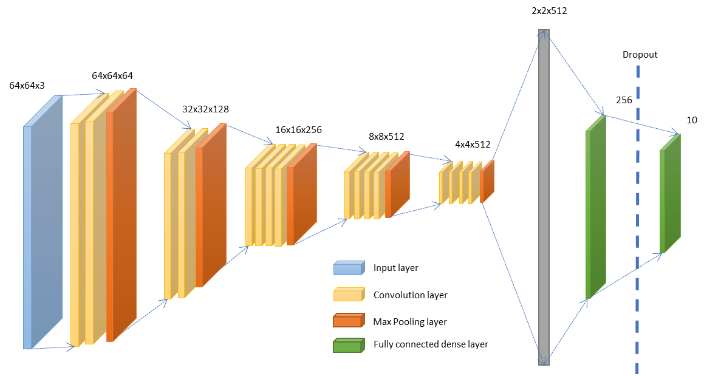 2x2x512
Dropout
64x64x3
64x64x64
32x32x128
16x16x256
8x8x512
4x4x512
256
10
Input layer
Convolution layer
Max Pooling layer
Fully connected dense layer